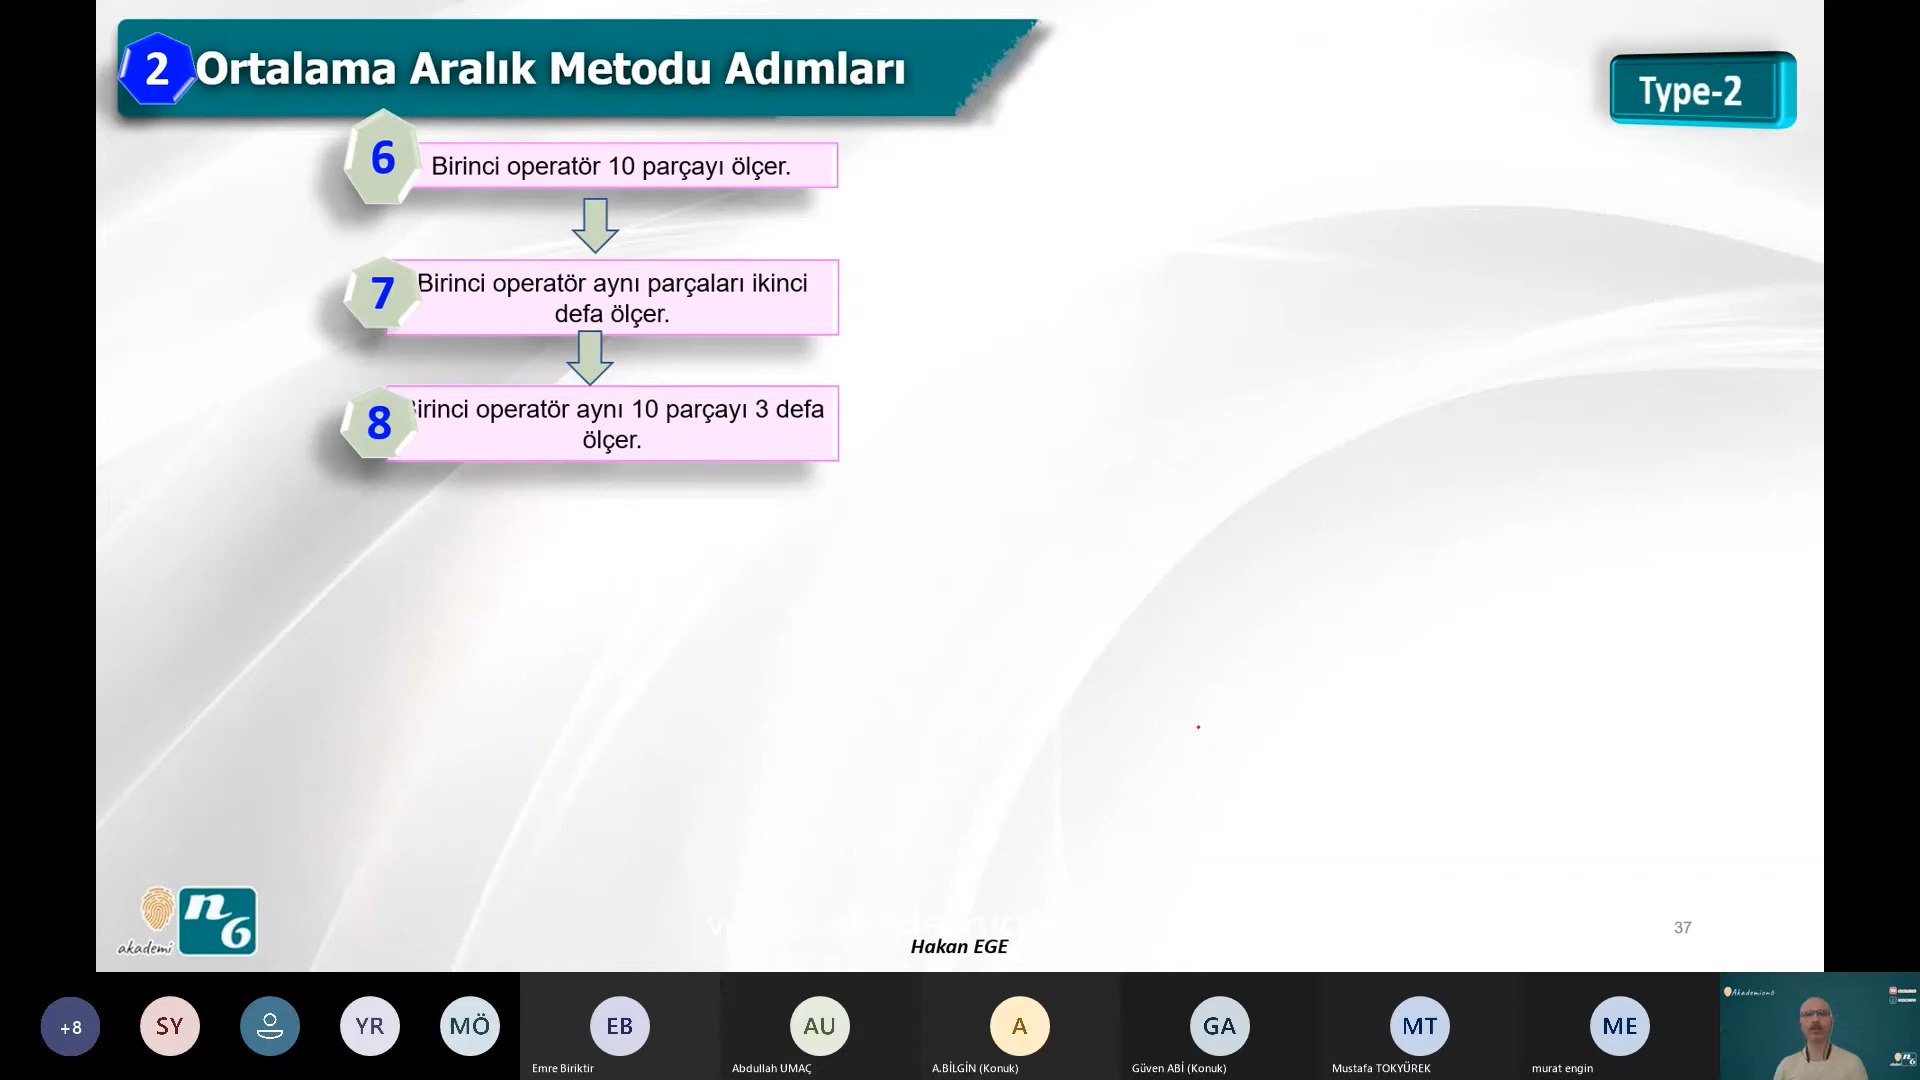 2
Ortalama Aralık Metodu Adımları
Type-2
6
Birinci operatör 10 parçayı ölçer.
7
Birinci operatör aynı parçaları ikinci
defa ölçer.
8
Birinci operatör aynı 10 parçayı 3 defa
ölçer.
akademi
n6
Hakan EGE
37
+8
SY
YR
MÖ
EB
AU
A
GA
MT
ME
Emre Biriktir
Abdullah UMAÇ
A.BİLGİN (Konuk)
Güven ABİ (Konuk)
Mustafa TOKYÜREK
murat engin